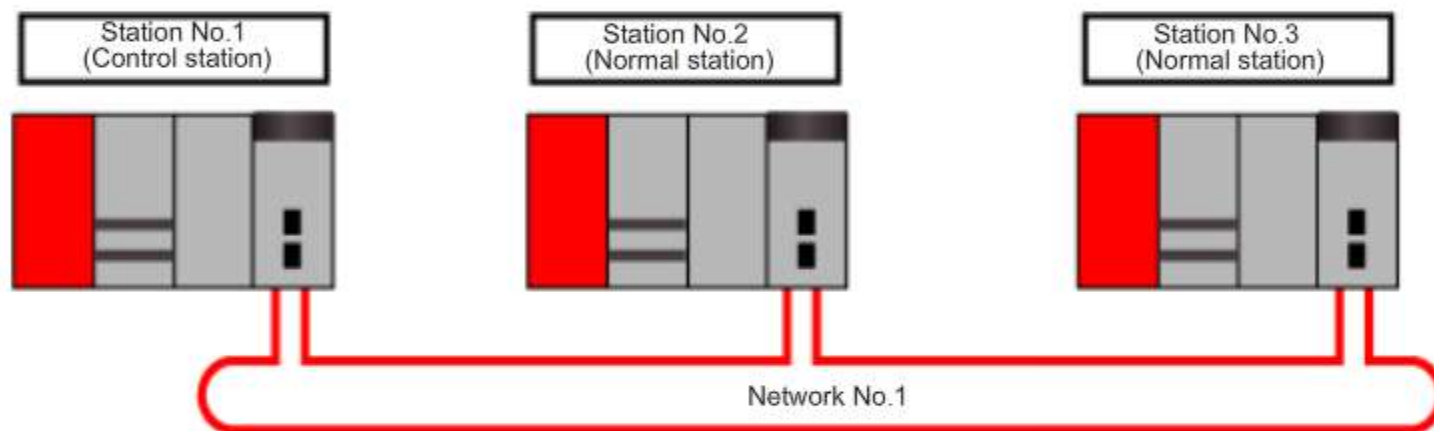 Station No.1
(Control station)
Station No.2
(Normal station)
Station No.3
(Normal station)
Network No.1